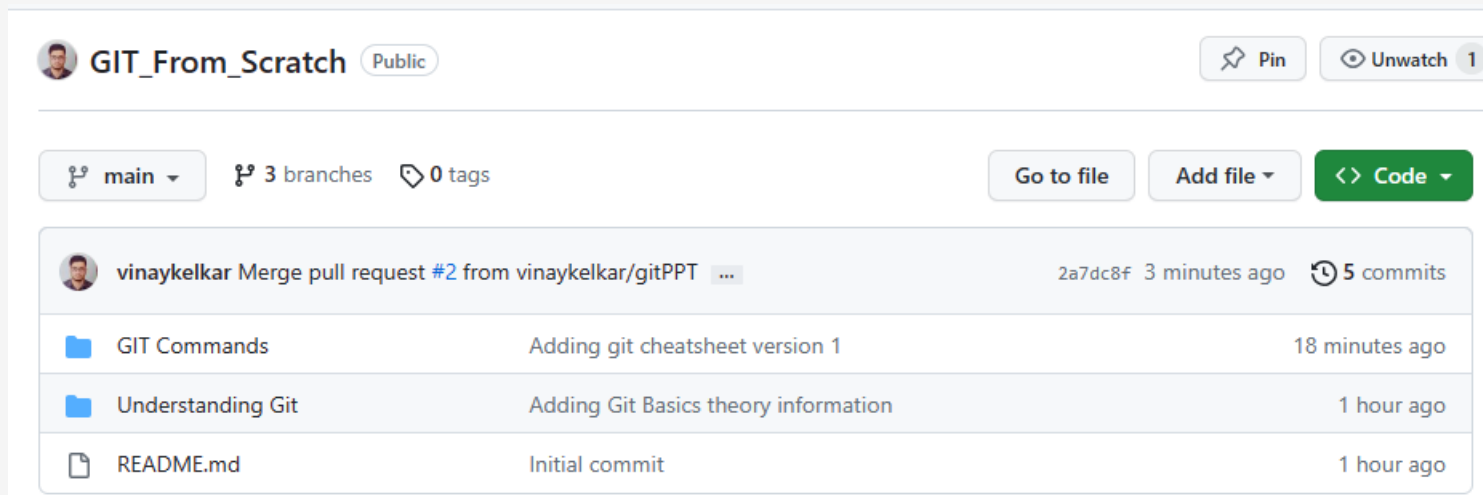 GIT_From_Scratch Public Pin Unwatch 1
main 3 branches 0 tags Go to file Add file <> Code
vinaykelkar Merge pull request #2 from vinaykelkar/gitPPT ... 2a7dc8f 3 minutes ago 5 commits
GIT Commands Adding git cheatsheet version 1 18 minutes ago
Understanding Git Adding Git Basics theory information 1 hour ago
README.md Initial commit 1 hour ago